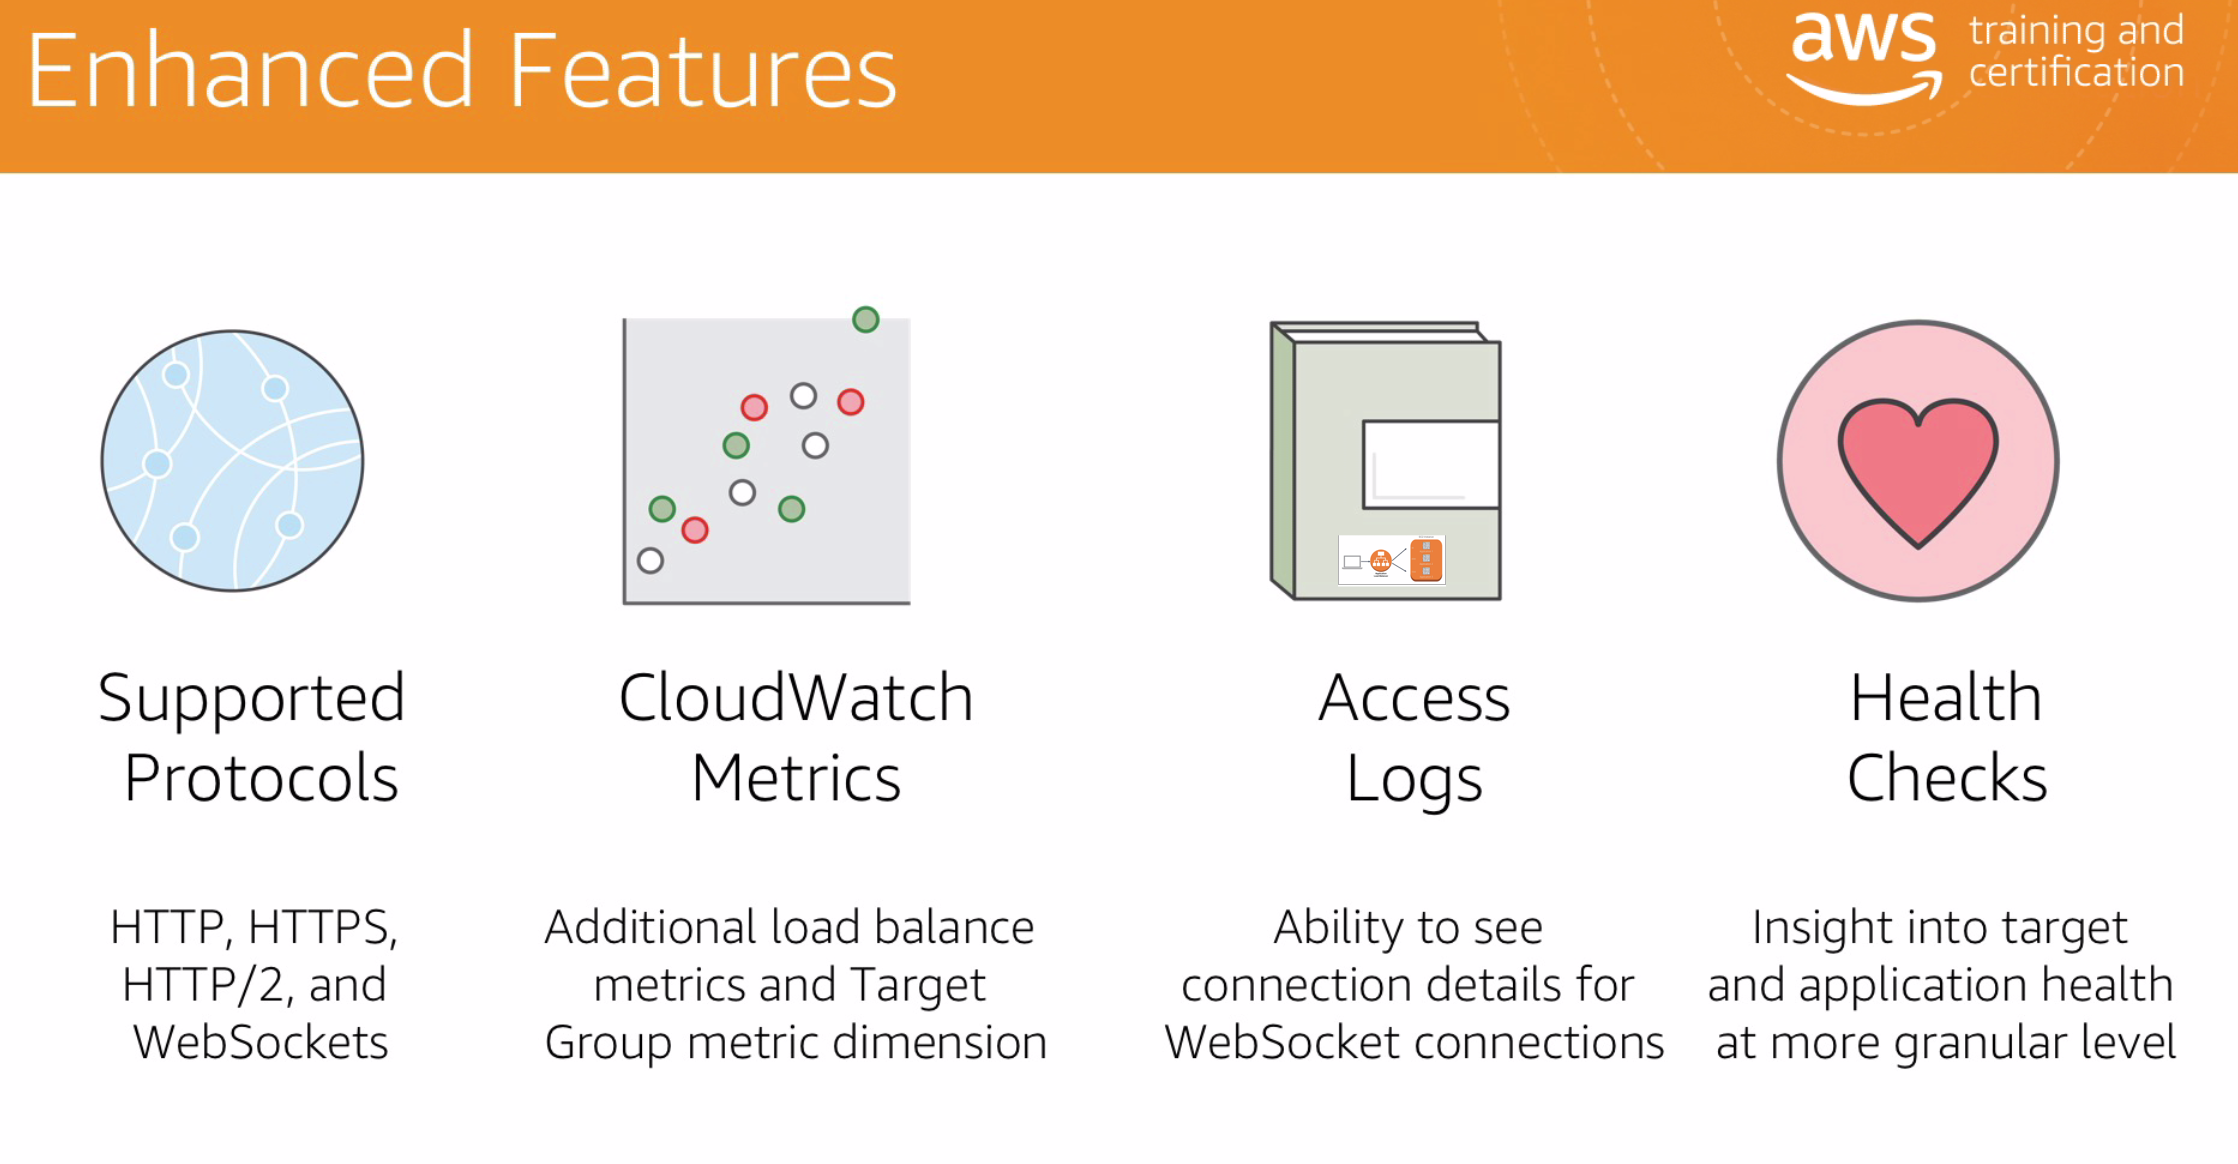 Enhanced Features
aws training and
certification
Supported
Protocols
HTTP, HTTPS,
HTTP/2, and
WebSockets
CloudWatch
Metrics
Additional load balance
metrics and Target
Group metric dimension
Access
Logs
Ability to see
connection details for
WebSocket connections
Health
Checks
Insight into target
and application health
at more granular level